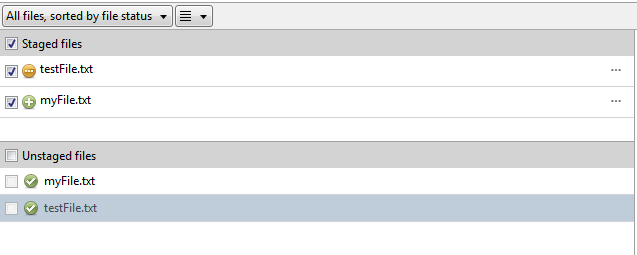 All files, sorted by file status
Staged files
testFile.txt
myFile.txt
Unstaged files
myFile.txt
testFile.txt